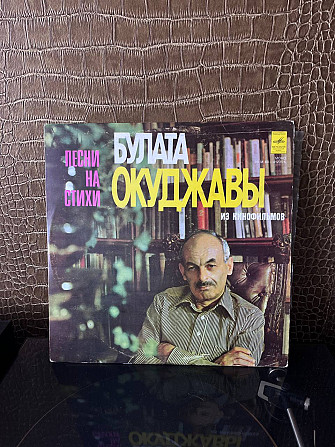 ПЕСНИ
НА
СТИХИ
БУЛАТА
ОКУДЖАВЫ
ИЗ КИНОФИЛЬМОВ